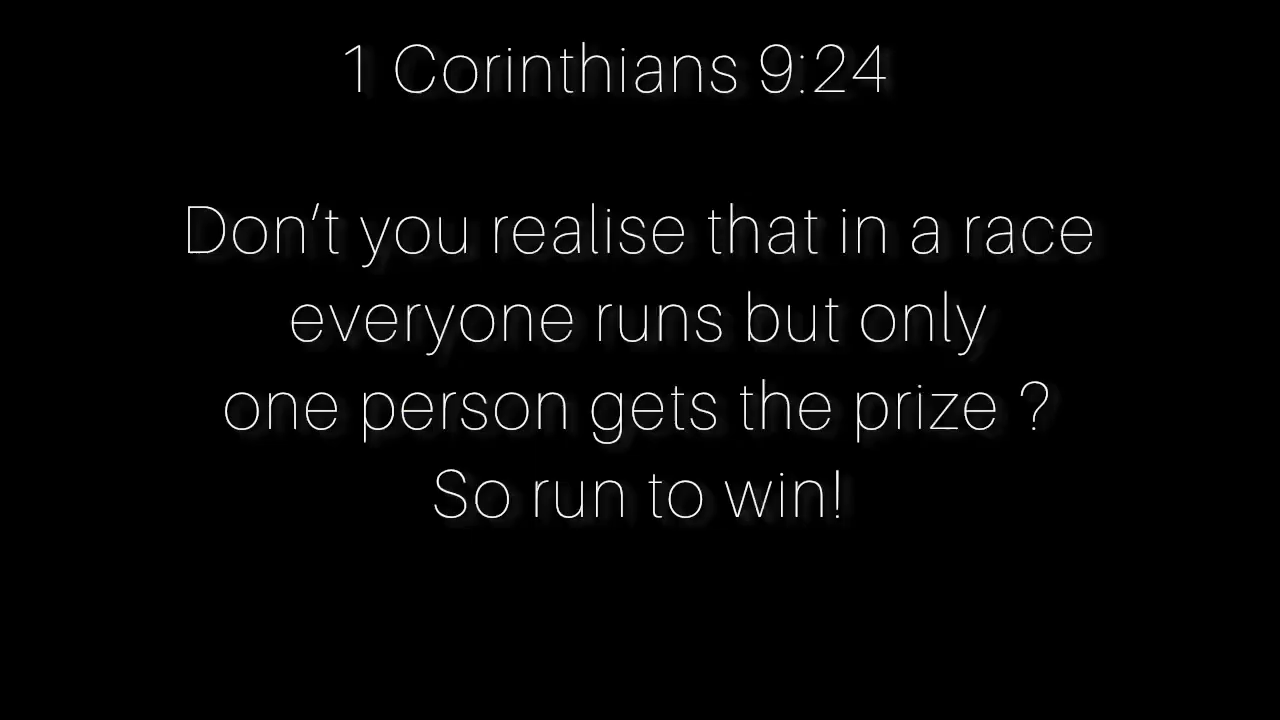 1 Corinthians 9:24
Don’t you realise that in a race
everyone runs but only
one person gets the prize ?
So run to win!